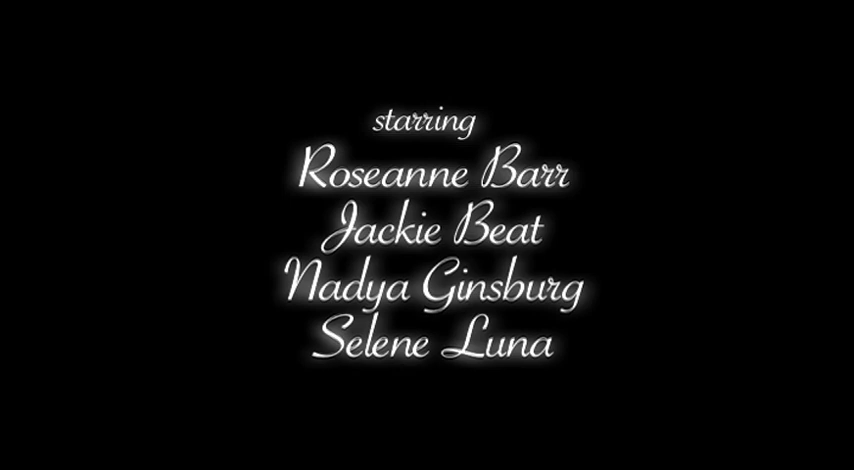 starring
Roseanne Barr
Jackie Beat
Nadya Ginsburg
Selene Luna